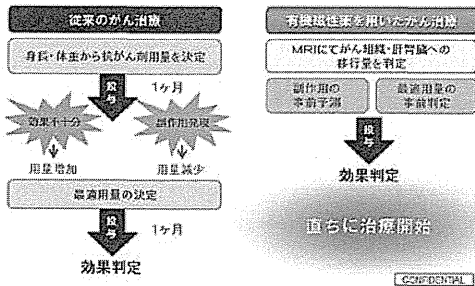 従来のがん治療
身長・体重から抗がん剤用量を決定
投与
1ヶ月
効果不十分
副作用発現
用量増加
用量減少
最適用量の決定
投与
1ヶ月
効果判定
有機磁性薬を用いたがん治療
MRIにてがん組織・肝腎臓への
移行量を判定
副作用の
事前予測
最適用量の
事前判定
投与
効果判定
直ちに治療開始
CONFIDENTIAL